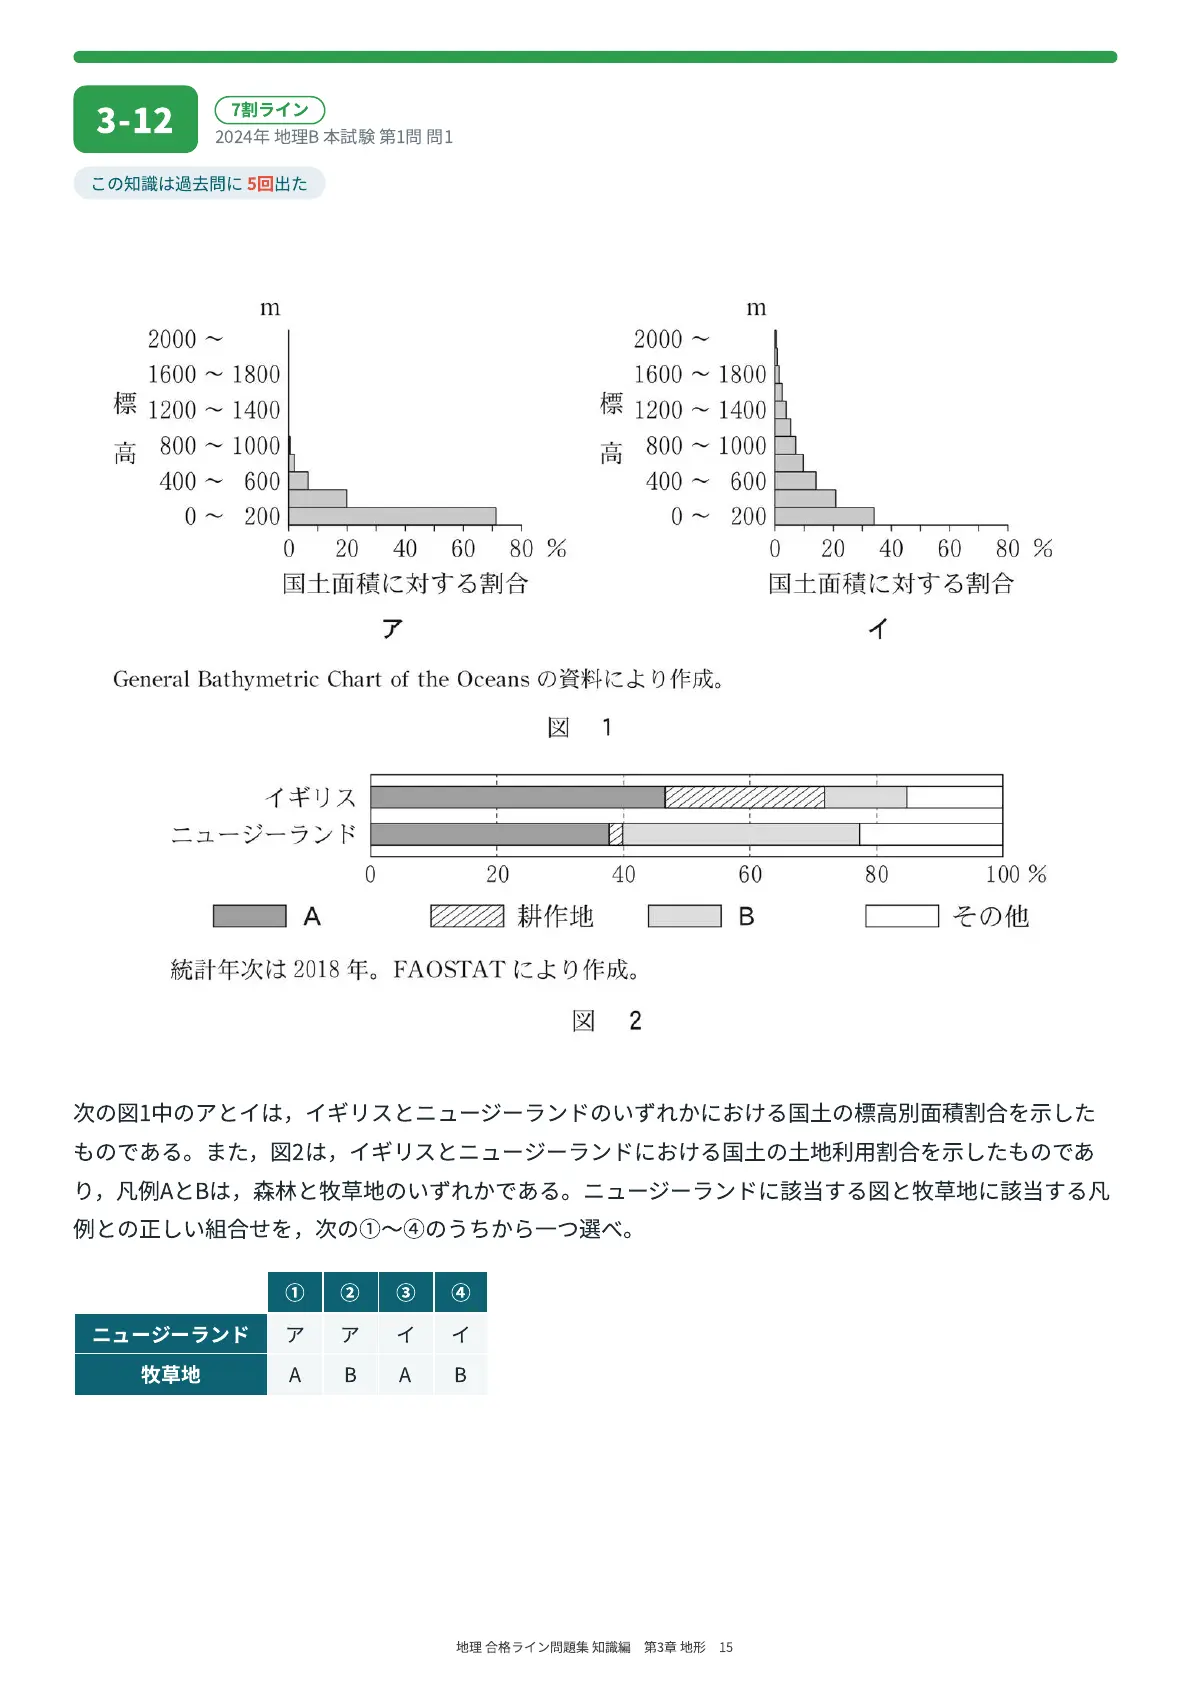 3-12
7割ライン
2024年 地理B 本試験 第1問 問1
この知識は過去問に 5回出た
m
2000 ～
1600 ～ 1800
1200 ～ 1400
800 ～ 1000
400 ～ 600
0 ～ 200
標高
0 20 40 60 80 %
国土面積に対する割合
ア
m
2000 ～
1600 ～ 1800
1200 ～ 1400
800 ～ 1000
400 ～ 600
0 ～ 200
標高
0 20 40 60 80 %
国土面積に対する割合
イ
General Bathymetric Chart of the Oceans の資料により作成。
図 1
イギリス
ニュージーランド
0 20 40 60 80 100 %
A 耕作地 B その他
統計年次は 2018 年。FAOSTAT により作成。
図 2
次の図1中のアとイは，イギリスとニュージーランドのいずれかにおける国土の標高別面積割合を示した
ものである。また，図2は，イギリスとニュージーランドにおける国土の土地利用割合を示したものであ
り，凡例AとBは，森林と牧草地のいずれかである。ニュージーランドに該当する図と牧草地に該当する凡
例との正しい組合せを，次の①〜④のうちから一つ選べ。
① ② ③ ④
ニュージーランド ア ア イ イ
牧草地 A B A B
地理 合格ライン問題集 知識編 第3章 地形 15